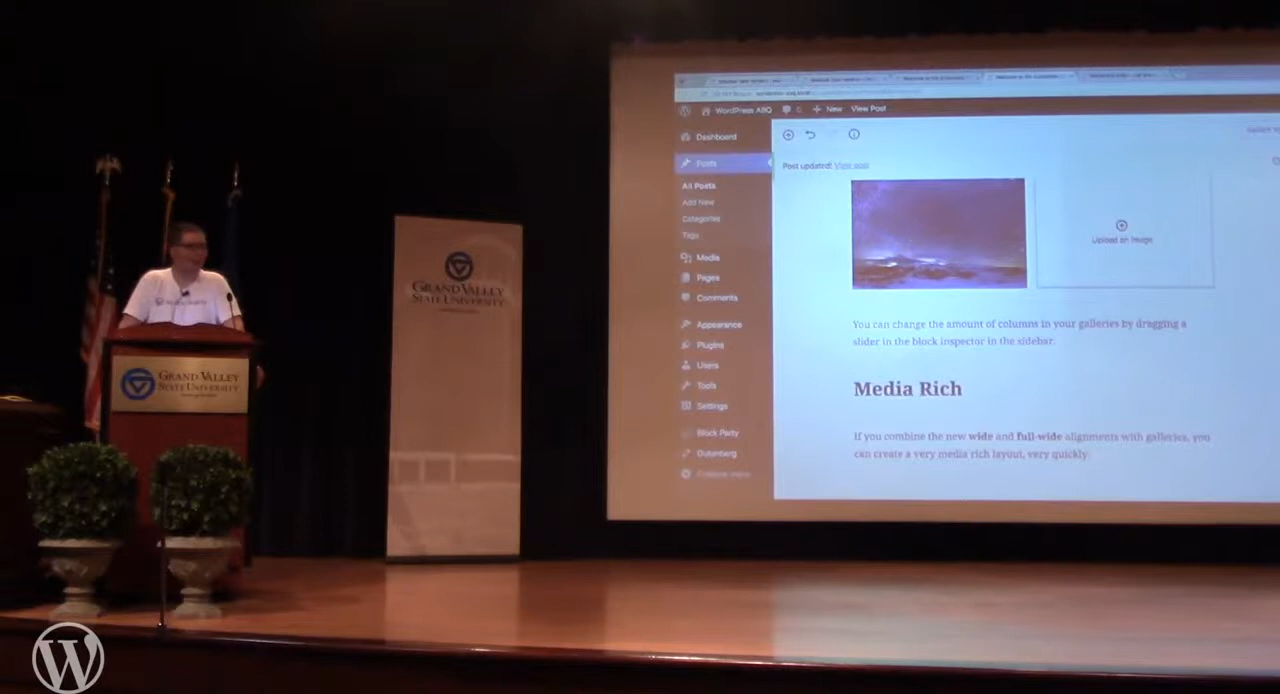 GRAND VALLEY
STATE UNIVERSITY
GRAND VALLEY
STATE UNIVERSITY
WordPress ABQ
New
View Post
Dashboard
Posts
All Posts
Add New
Categories
Tags
Media
Pages
Comments
Appearance
Plugins
Users
Tools
Settings
Block Party
Gutenberg
Post updated! View post
Upload an image
You can change the amount of columns in your galleries by dragging a
slider in the block inspector in the sidebar.
Media Rich
If you combine the new wide and full-wide alignments with galleries, you
can create a very media rich layout, very quickly.